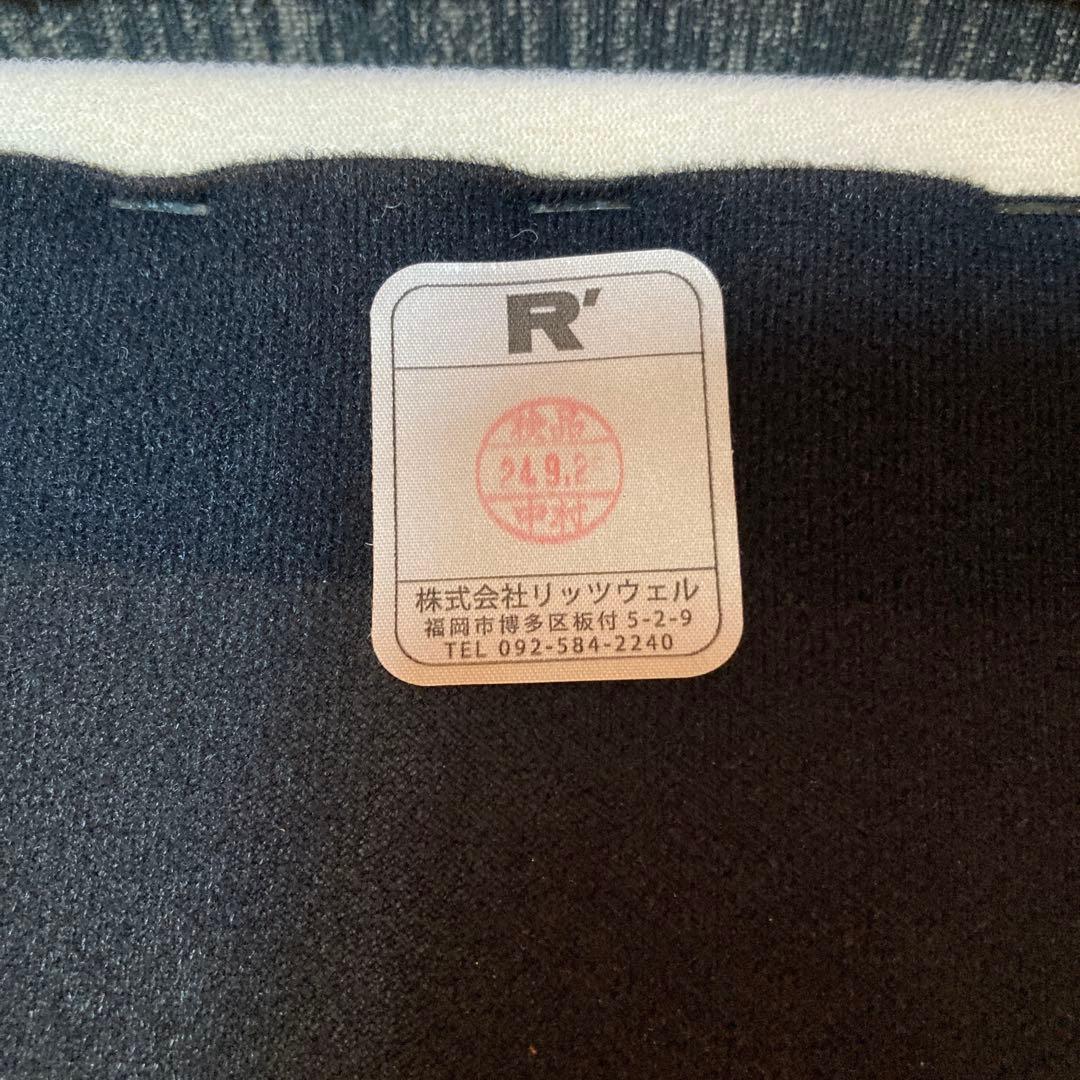 R'
検品
24.9.2
中村
株式会社リッツウェル
福岡市博多区板付 5-2-9
TEL 092-584-2240